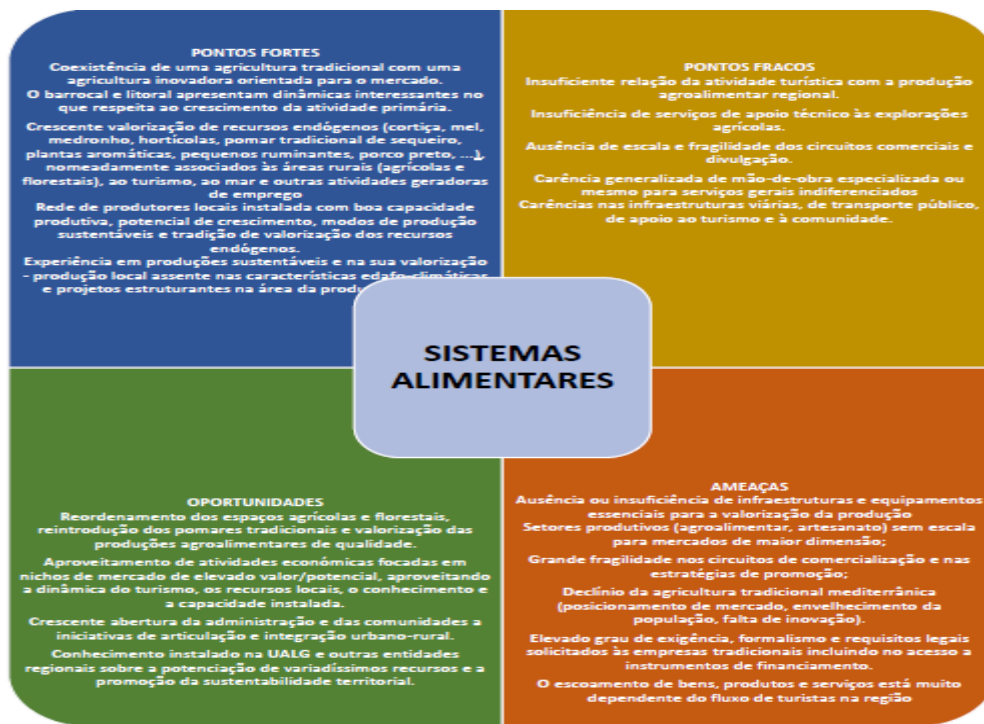 PONTOS FORTES
Coexistência de uma agricultura tradicional com uma
agricultura inovadora orientada para o mercado.
O barrocal e litoral apresentam dinâmicas interessantes no
que respeita ao crescimento da atividade primária.
Crescente valorização de recursos endógenos (cortiça, mel,
medronho, hortícolas, pomar tradicional de sequeiro,
plantas aromáticas, pequenos ruminantes, porco preto, ...),
nomeadamente associados às áreas rurais (agrícolas e
florestais), ao turismo, ao mar e outras atividades geradoras
de emprego
Rede de produtores locais instalada com boa capacidade
produtiva, potencial de crescimento, modos de produção
sustentáveis e tradição de valorização dos recursos
endógenos.
Experiência em produções sustentáveis e na sua valorização
- produção local assente nas características edafo-climáticas
e projetos estruturantes na área da
PONTOS FRACOS
Insuficiente relação da atividade turística com a produção
agroalimentar regional.
Insuficiência de serviços de apoio técnico às explorações
agrícolas.
Ausência de escala e fragilidade dos circuitos comerciais e
divulgação.
Carência generalizada de mão-de-obra especializada ou
mesmo para serviços gerais indiferenciados
Carências nas infraestruturas viárias, de transporte público,
de apoio ao turismo e à comunidade.
SISTEMAS
ALIMENTARES
OPORTUNIDADES
Reordenamento dos espaços agrícolas e florestais,
reintrodução dos pomares tradicionais e valorização das
produções agroalimentares de qualidade.
Aproveitamento de atividades económicas focadas em
nichos de mercado de elevado valor/potencial, aproveitando
a dinâmica do turismo, os recursos locais, o conhecimento e
a capacidade instalada.
Crescente abertura da administração e das comunidades a
iniciativas de articulação e integração urbano-rural.
Conhecimento instalado na UALG e outras entidades
regionais sobre a potenciação de variadíssimos recursos e a
promoção da sustentabilidade territorial.
AMEAÇAS
Ausência ou insuficiência de infraestruturas e equipamentos
essenciais para a valorização da produção
Setores produtivos (agroalimentar, artesanato) sem escala
para mercados de maior dimensão;
Grande fragilidade nos circuitos de comercialização e nas
estratégias de promoção;
Declínio da agricultura tradicional mediterrânica
(posicionamento de mercado, envelhecimento da
população, falta de inovação).
Elevado grau de exigência, formalismo e requisitos legais
solicitados às empresas tradicionais incluindo no acesso a
instrumentos de financiamento.
O escoamento de bens, produtos e serviços está muito
dependente do fluxo de turistas na região